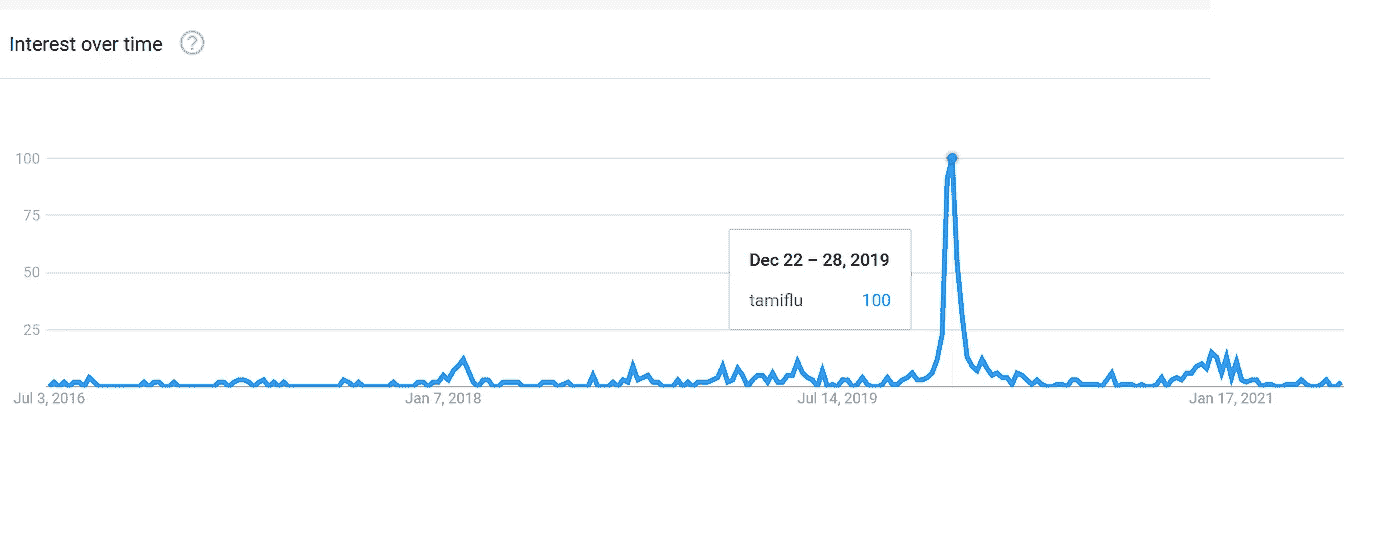 Interest over time ?
100
75
50
25
Dec 22 – 28, 2019
tamiflu 100
Jul 3, 2016 Jan 7, 2018 Jul 14, 2019 Jan 17, 2021